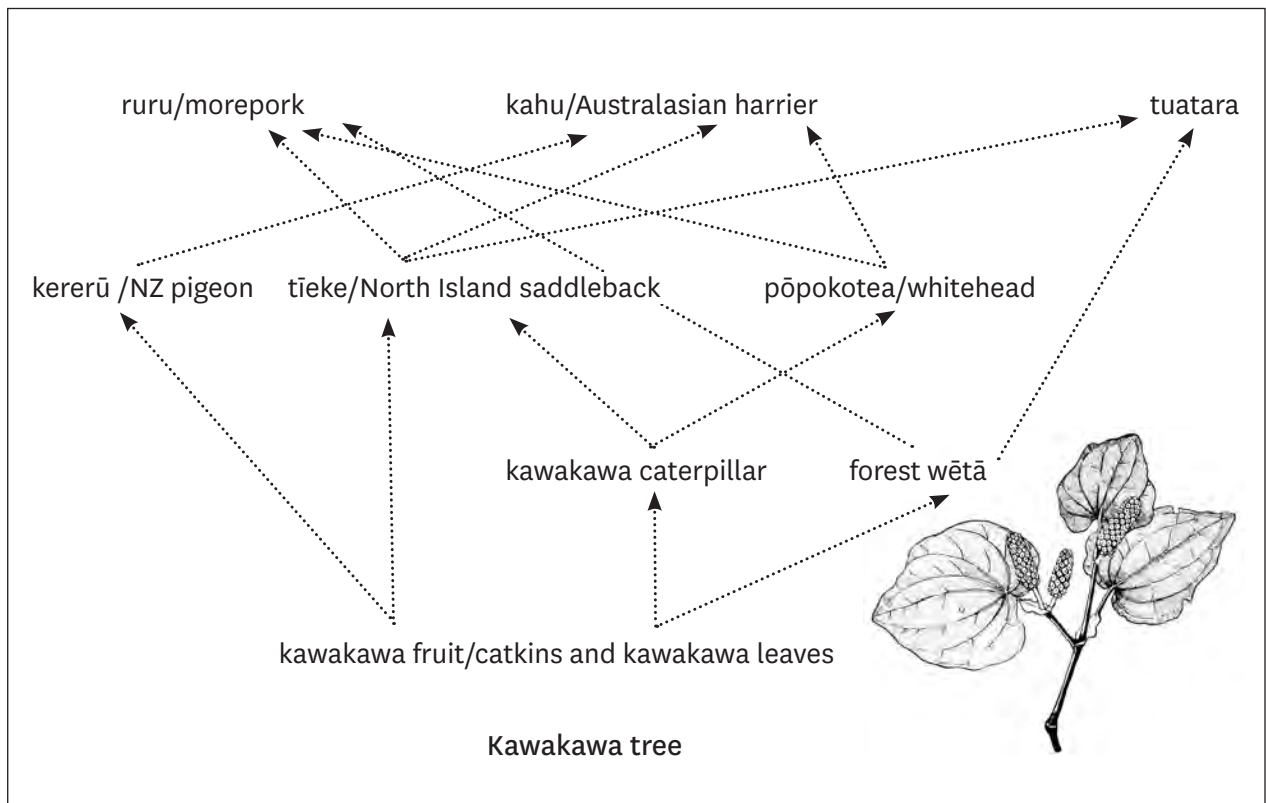 ruru/morepork
kahu/Australasian harrier
tuatara
kererū /NZ pigeon
tīeke/North Island saddleback
pōpokotea/whitehead
kawakawa caterpillar
forest wētā
kawakawa fruit/catkins and kawakawa leaves
Kawakawa tree